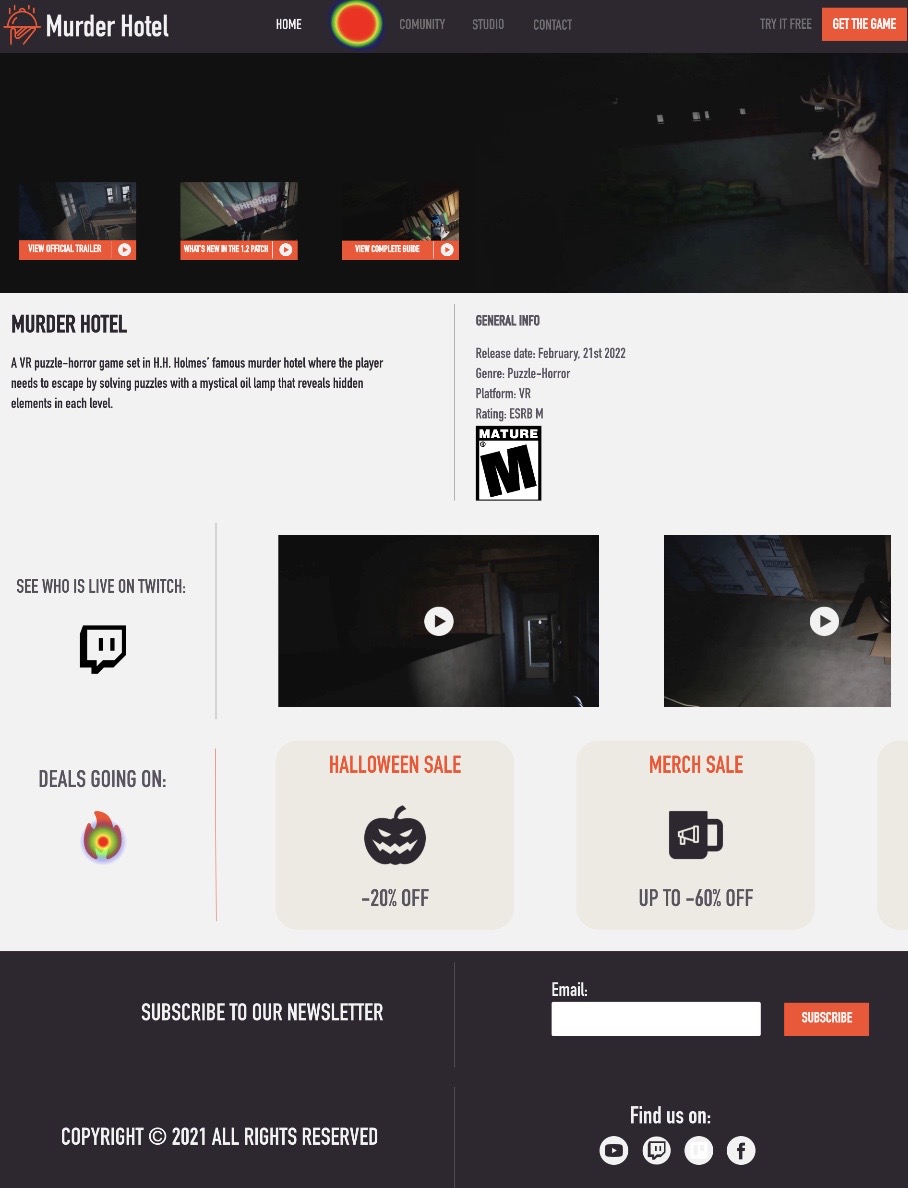 Murder Hotel
HOME
COMUNITY
STUDIO
CONTACT
TRY IT FREE
GET THE GAME
VIEW OFFICIAL TRAILER
WHAT'S NEW IN THE 1.2 PATCH
VIEW COMPLETE GUIDE
MURDER HOTEL
A VR puzzle-horror game set in H.H. Holmes' famous murder hotel where the player
needs to escape by solving puzzles with a mystical oil lamp that reveals hidden
elements in each level.
GENERAL INFO
Release date: February, 21st 2022
Genre: Puzzle-Horror
Platform: VR
Rating: ESRB M
MATURE
M
SEE WHO IS LIVE ON TWITCH:
DEALS GOING ON:
HALLOWEEN SALE
-20% OFF
MERCH SALE
UP TO -60% OFF
SUBSCRIBE TO OUR NEWSLETTER
Email:
SUBSCRIBE
COPYRIGHT © 2021 ALL RIGHTS RESERVED
Find us on: